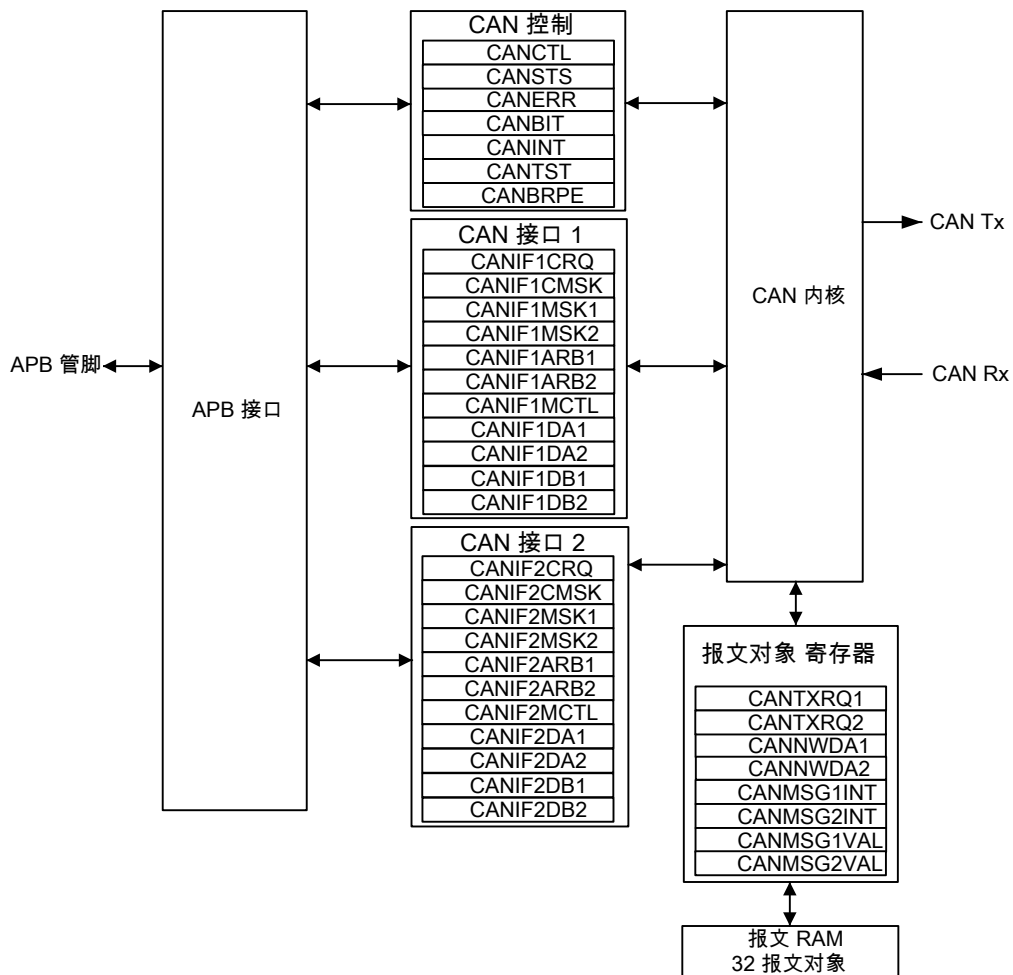 CAN 控制
CANCTL
CANSTS
CANERR
CANBIT
CANINT
CANTST
CANBRPE
CAN 接口 1
CANIF1CRQ
CANIF1CMSK
CANIF1MSK1
CANIF1MSK2
CANIF1ARB1
CANIF1ARB2
CANIF1MCTL
CANIF1DA1
CANIF1DA2
CANIF1DB1
CANIF1DB2
CAN 接口 2
CANIF2CRQ
CANIF2CMSK
CANIF2MSK1
CANIF2MSK2
CANIF2ARB1
CANIF2ARB2
CANIF2MCTL
CANIF2DA1
CANIF2DA2
CANIF2DB1
CANIF2DB2
APB 管脚
APB 接口
CAN 内核
CAN Tx
CAN Rx
报文对象 寄存器
CANTXRQ1
CANTXRQ2
CANNWDA1
CANNWDA2
CANMSG1INT
CANMSG2INT
CANMSG1VAL
CANMSG2VAL
报文 RAM
32 报文对象